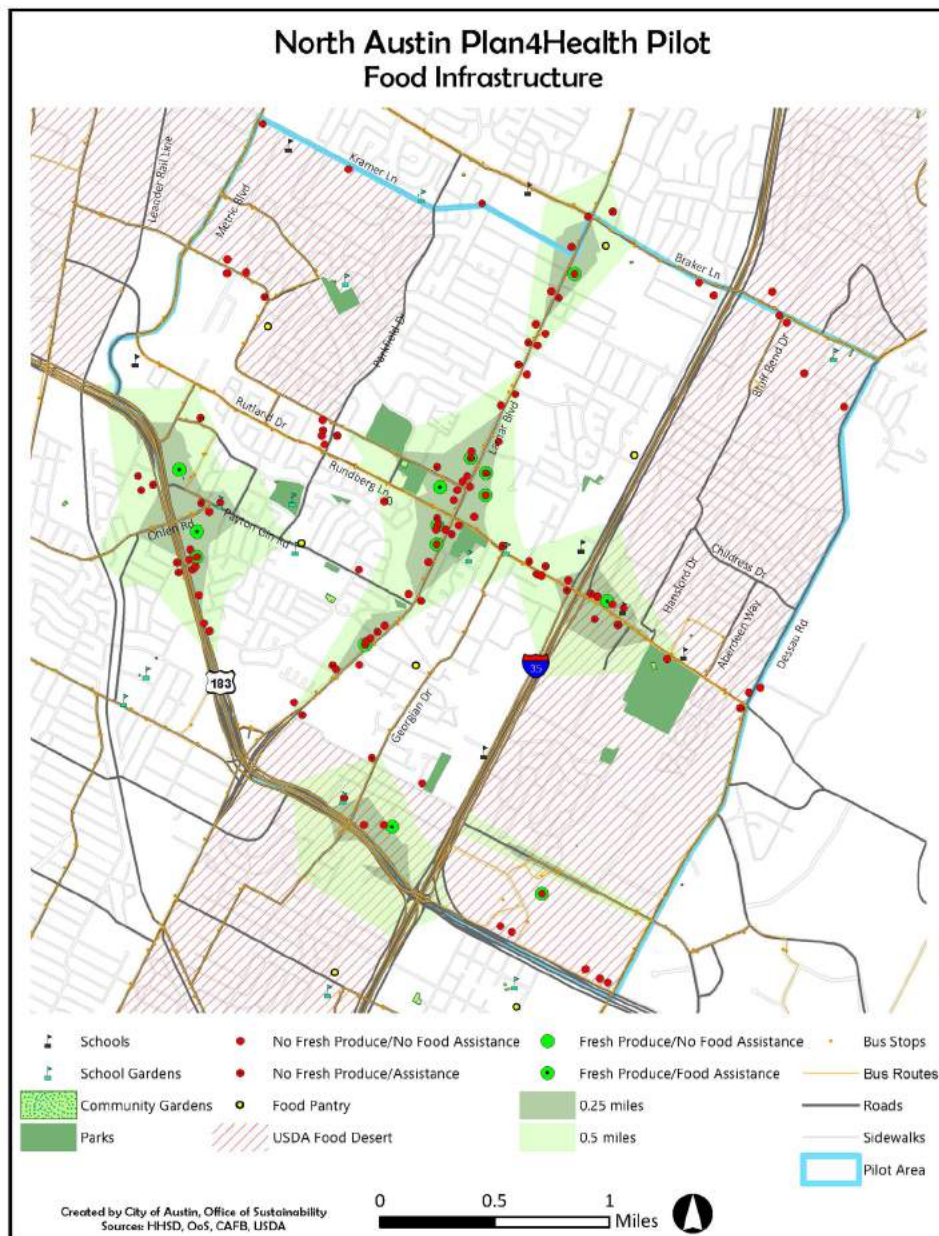 North Austin Plan4Health Pilot
Food Infrastructure
Leander Rail Line
Metric Blvd
Kramer Ln
Braker Ln
Parkfield Dr
Bluff Bend Dr
Rutland Dr
Lamar Blvd
Rundberg Ln
Ohlen Rd
Payton Gin Rd
Childress Dr
Hansford Dr
Aberdeen Way
Dessau Rd
35
183
Georgian Dr
Schools
No Fresh Produce/No Food Assistance
Fresh Produce/No Food Assistance
Bus Stops
School Gardens
No Fresh Produce/Assistance
Fresh Produce/Food Assistance
Bus Routes
Community Gardens
Food Pantry
0.25 miles
Roads
Parks
USDA Food Desert
0.5 miles
Sidewalks
Pilot Area
Created by City of Austin, Office of Sustainability
Sources: HHSD, OoS, CAFB, USDA
0 0.5 1
Miles